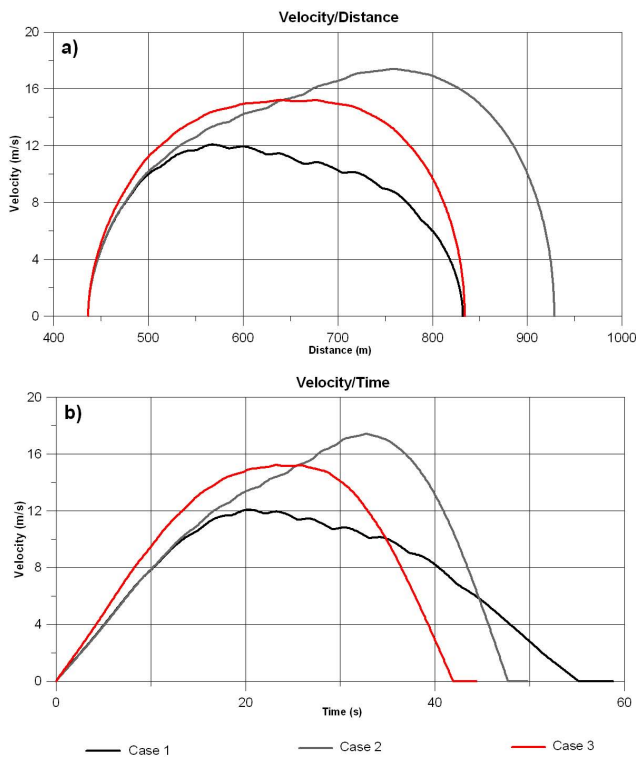 Velocity/Distance
a)
20
16
12
8
4
0
Velocity (m/s)
400 500 600 700 800 900 1000
Distance (m)
Velocity/Time
b)
20
16
12
8
4
0
Velocity (m/s)
0 20 40 60
Time (s)
Case 1 Case 2 Case 3